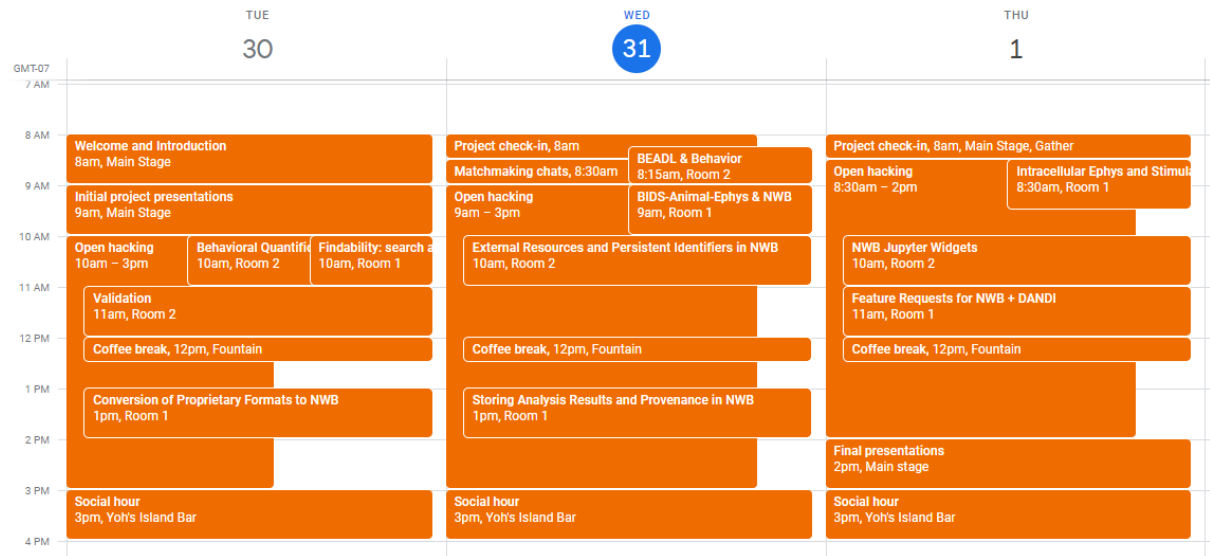 TUE
WED
THU
30
31
1
GMT-07
7 AM
8 AM
9 AM
10 AM
11 AM
12 PM
1 PM
2 PM
3 PM
4 PM
Welcome and Introduction
8am, Main Stage
Initial project presentations
9am, Main Stage
Open hacking
10am – 3pm
Behavioral
10am, Room 2
Findability: search
10am, Room 1
Validation
11am, Room 2
Coffee break, 12pm, Fountain
Conversion of Proprietary Formats to NWB
1pm, Room 1
Social hour
3pm, Yoh's Island Bar
Project check-in, 8am
BEADL & Behavior
8:15am, Room 2
Matchmaking chats, 8:30am
Open hacking
9am – 3pm
BIDS-Animal-Ephys & NWB
9am, Room 1
External Resources and Persistent Identifiers in NWB
10am, Room 2
Coffee break, 12pm, Fountain
Storing Analysis Results and Provenance in NWB
1pm, Room 1
Social hour
3pm, Yoh's Island Bar
Project check-in, 8am, Main Stage, Gather
Open hacking
8:30am – 2pm
Intracellular Ephys and
8:30am, Room 1
NWB Jupyter Widgets
10am, Room 2
Feature Requests for NWB + DANDI
11am, Room 1
Coffee break, 12pm, Fountain
Final presentations
2pm, Main stage
Social hour
3pm, Yoh's Island Bar